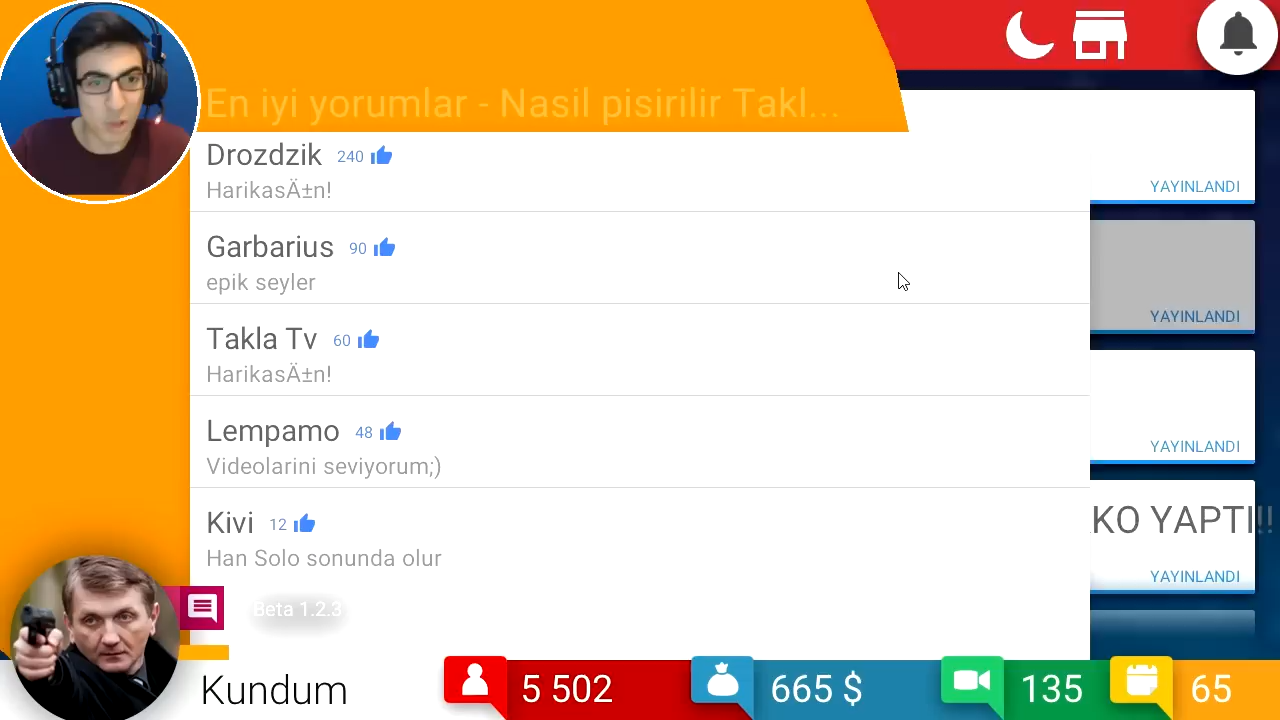 En iyi yorumlar - Nasil pisirilir Takl...
Drozdzik 240
HarikasÄ±n!
YAYINLANDI
Garbarius 90
epik seyler
YAYINLANDI
Takla Tv 60
HarikasÄ±n!
YAYINLANDI
Lempamo 48
Videolarini seviyorum;)
Kivi 12
KO YAPTI!!
Han Solo sonunda olur
YAYINLANDI
Beta 1.2.3
Kundum
5 502
665 $
135
65